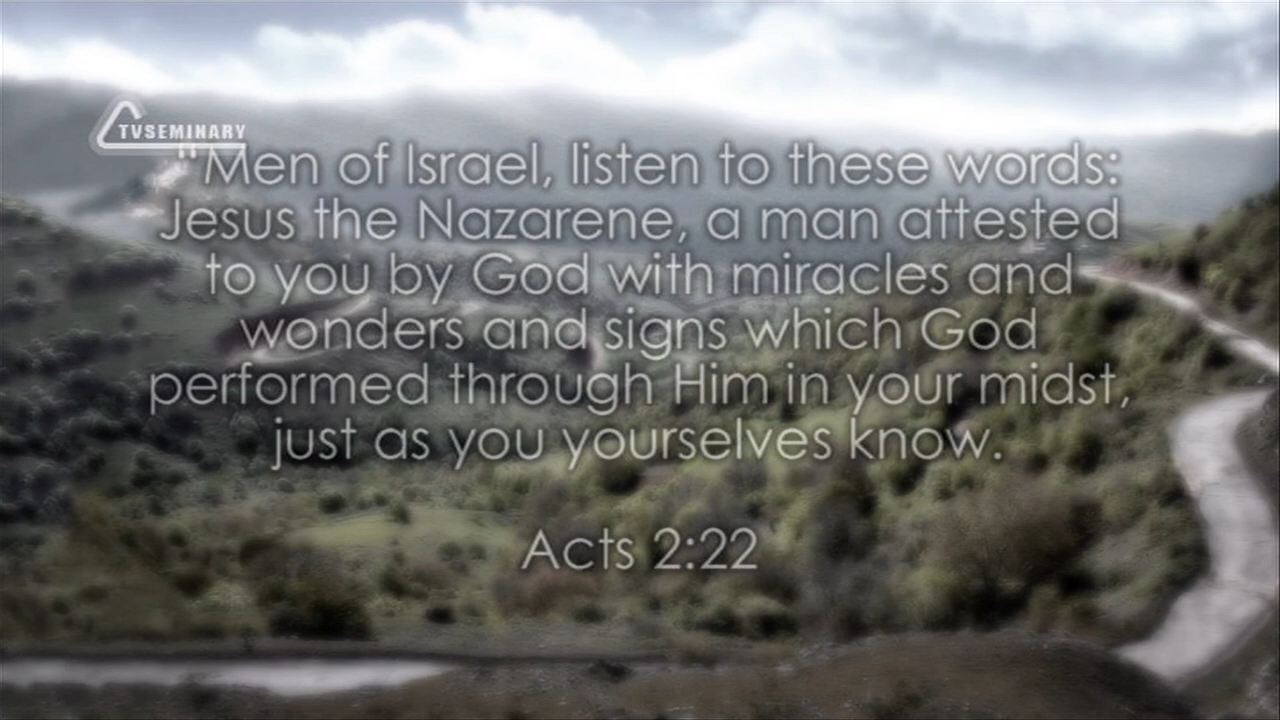 TVSEMINARY
"Men of Israel, listen to these words:
Jesus the Nazarene, a man attested
to you by God with miracles and
wonders and signs which God
performed through Him in your midst,
just as you yourselves know.
Acts 2:22